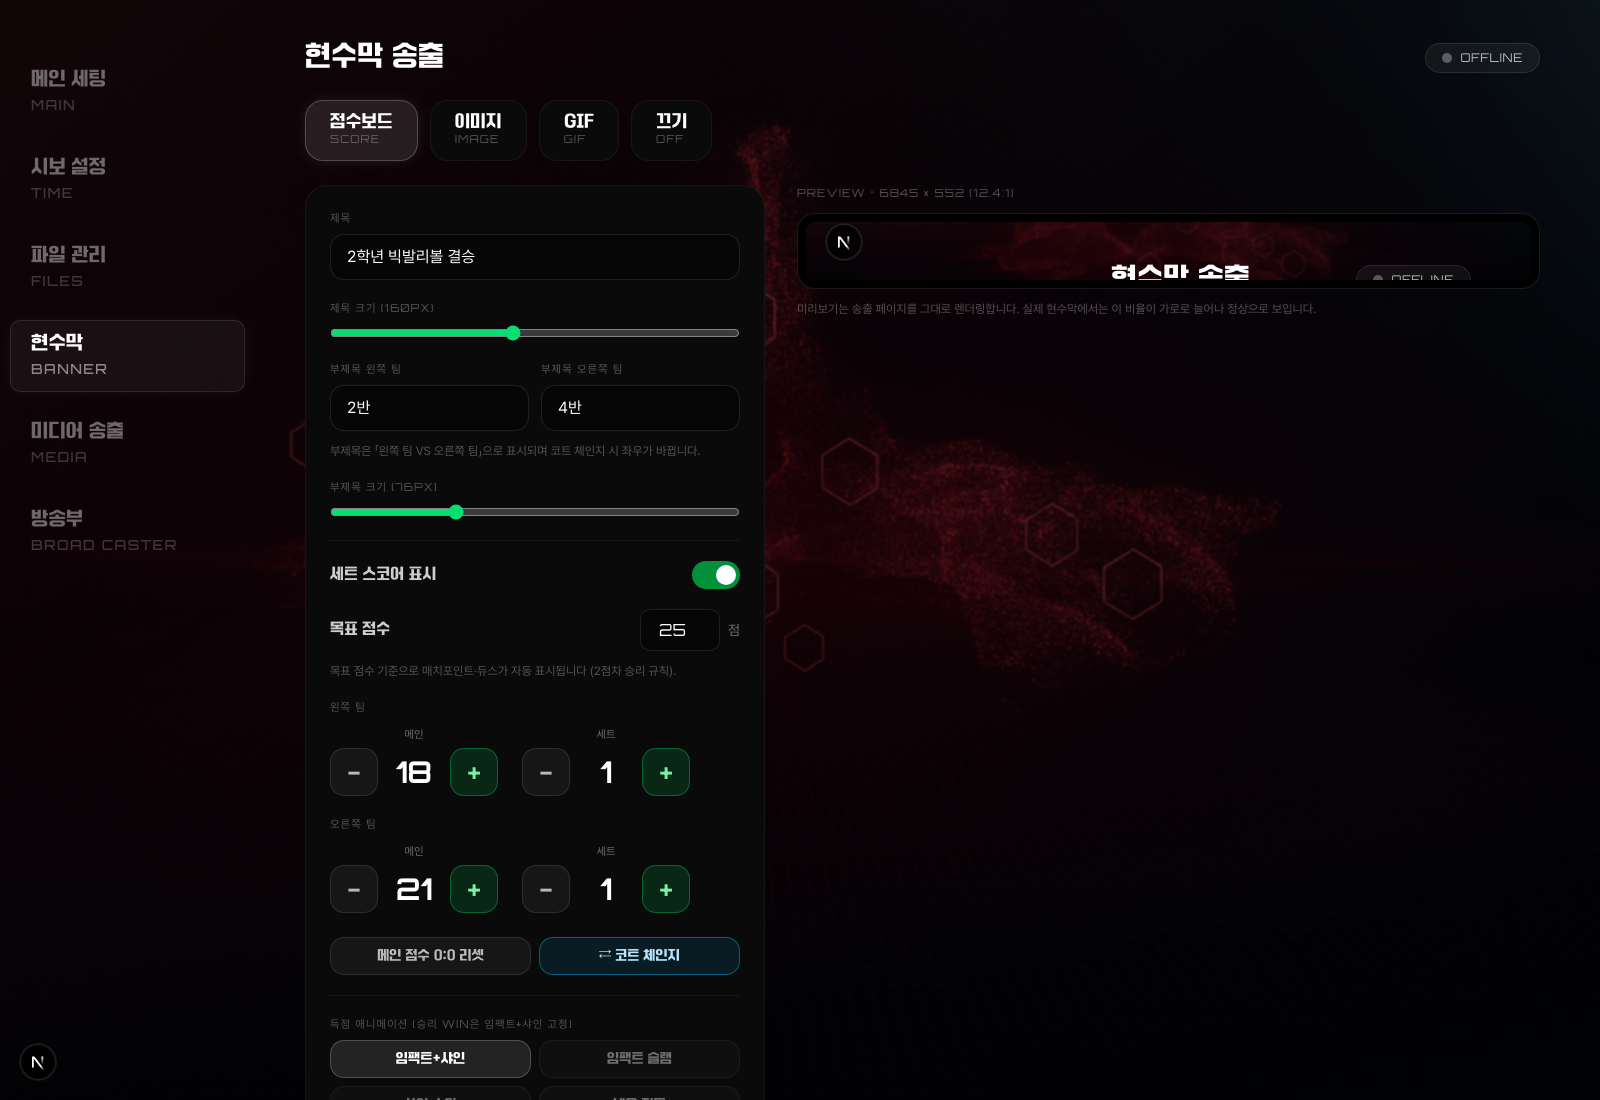 현수막 송출
OFFLINE
메인 세팅
MAIN
시보 설정
TIME
파일 관리
FILES
현수막
BANNER
미디어 송출
MEDIA
방송부
BROAD CASTER
점수보드
SCORE
이미지
IMAGE
GIF
GIF
끄기
OFF
제목
2학년 빅발리볼 결승
제목 크기 (160PX)
부제목 왼쪽 팀
부제목 오른쪽 팀
2반
4반
부제목은 「왼쪽 팀 VS 오른쪽 팀」으로 표시되며 코트 체인지 시 좌우가 바뀝니다.
부제목 크기 (76PX)
세트 스코어 표시
목표 점수
25
점
목표 점수 기준으로 매치포인트·듀스가 자동 표시됩니다 (2점차 승리 규칙).
왼쪽 팀
메인
세트
−
18
+
−
1
+
오른쪽 팀
메인
세트
−
21
+
−
1
+
메인 점수 0:0 리셋
⇄ 코트 체인지
득점 애니메이션 (승리 WIN은 임팩트+샤인 고정)
임팩트+샤인
임팩트 슬램
PREVIEW · 6845 x 552 (12.4:1)
N
현수막 송출
OFFLINE
미리보기는 송출 페이지를 그대로 렌더링합니다. 실제 현수막에서는 이 비율이 가로로 늘어나 정상으로 보입니다.
N